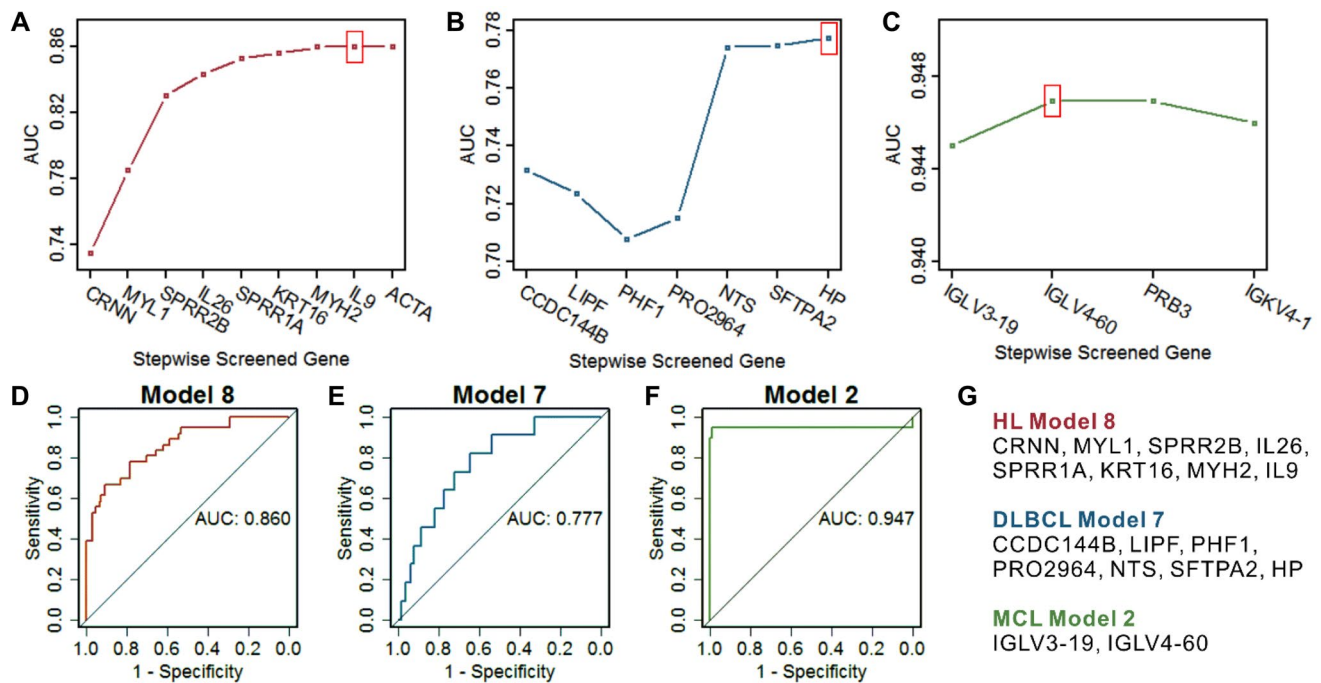 A
AUC
0.86
0.82
0.78
0.74
CRNN
MYL1
SPRR2B
IL26
SPRR1A
KRT16
MYH2
IL9
ACTA
Stepwise Screened Gene
B
AUC
0.78
0.76
0.74
0.72
0.70
CCDC144B
LIPF
PHF1
PRO2964
NTS
SFTPA2
HP
Stepwise Screened Gene
C
AUC
0.948
0.944
0.940
IGLV3-19
IGLV4-60
PRB3
IGKV4-1
Stepwise Screened Gene
D
Model 8
Sensitivity
1.0
0.8
0.6
0.4
0.2
0.0
AUC: 0.860
1.0 0.8 0.6 0.4 0.2 0.0
1 - Specificity
E
Model 7
Sensitivity
1.0
0.8
0.6
0.4
0.2
0.0
AUC: 0.777
1.0 0.8 0.6 0.4 0.2 0.0
1 - Specificity
F
Model 2
Sensitivity
1.0
0.8
0.6
0.4
0.2
0.0
AUC: 0.947
1.0 0.8 0.6 0.4 0.2 0.0
1 - Specificity
G
HL Model 8
CRNN, MYL1, SPRR2B, IL26,
SPRR1A, KRT16, MYH2, IL9
DLBCL Model 7
CCDC144B, LIPF, PHF1,
PRO2964, NTS, SFTPA2, HP
MCL Model 2
IGLV3-19, IGLV4-60